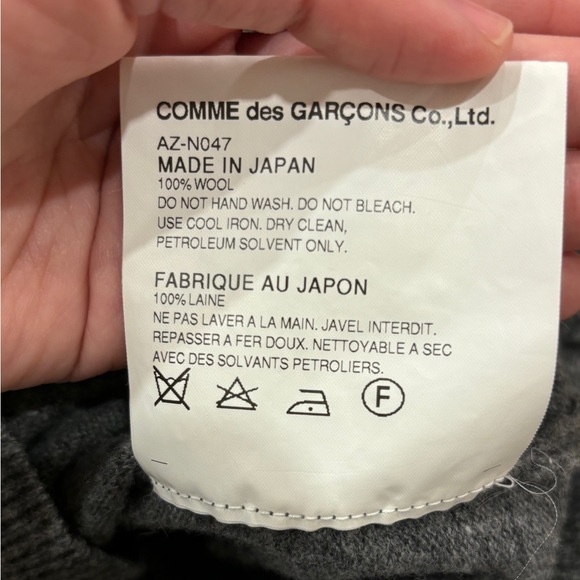 COMME des GARÇONS Co.,Ltd.
AZ-N047
MADE IN JAPAN
100% WOOL
DO NOT HAND WASH. DO NOT BLEACH.
USE COOL IRON. DRY CLEAN,
PETROLEUM SOLVENT ONLY.
FABRIQUE AU JAPON
100% LAINE
NE PAS LAVER A LA MAIN. JAVEL INTERDIT.
REPASSER A FER DOUX. NETTOYABLE A SEC
AVEC DES SOLVANTS PETROLIERS.
F